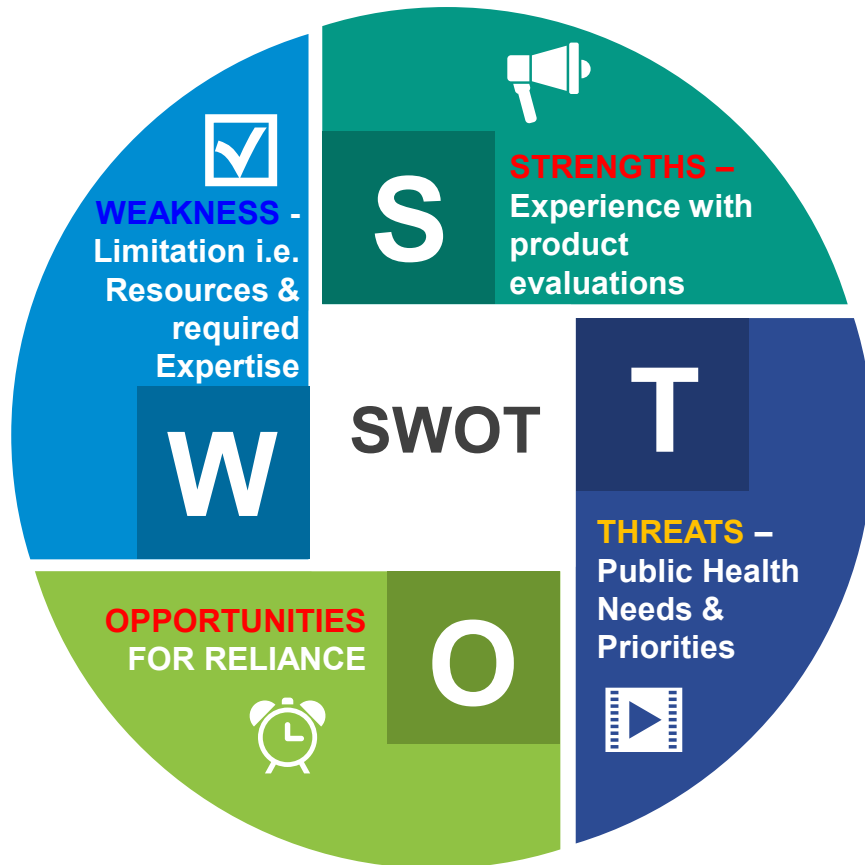 S
STRENGTHS –
Experience with
product
evaluations
WEAKNESS -
Limitation i.e.
Resources &
required
Expertise
W
SWOT
T
THREATS –
Public Health
Needs &
Priorities
OPPORTUNITIES
FOR RELIANCE
O